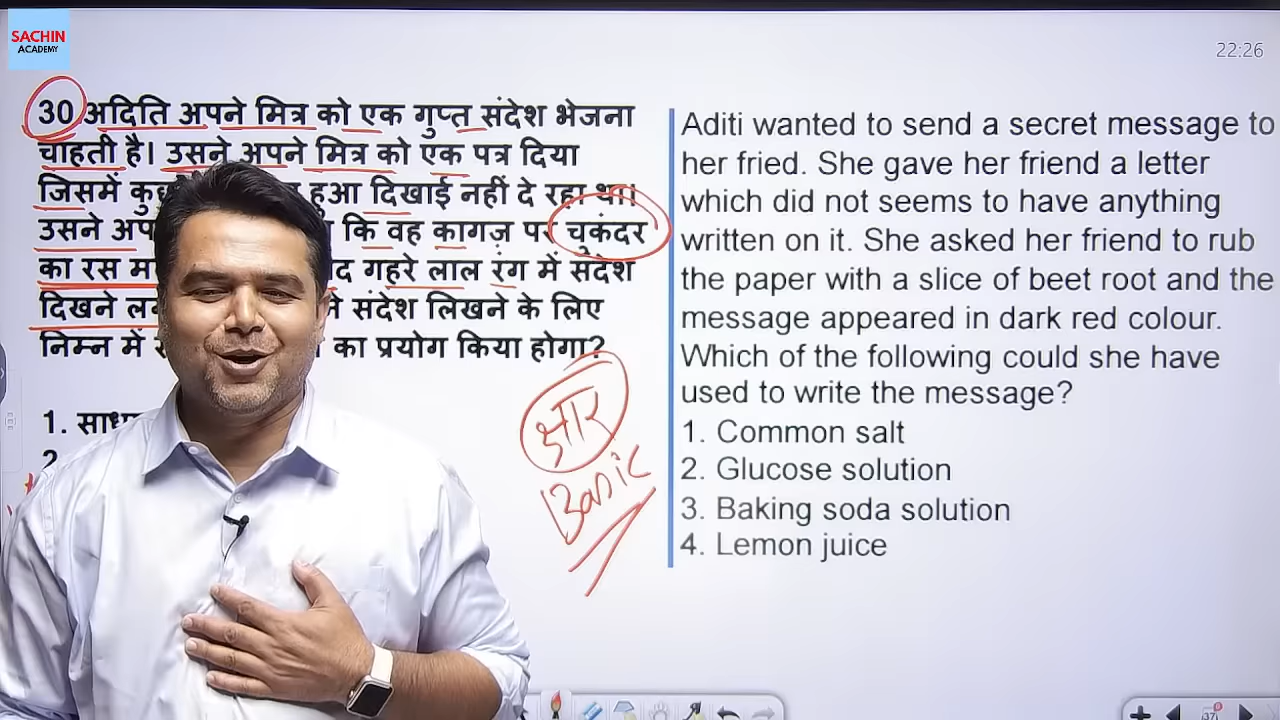 SACHIN
ACADEMY
22:26
30 अदिति अपने मित्र को एक गुप्त संदेश भेजना
चाहती है। उसने अपने मित्र को एक पत्र दिया
जिसमें हुआ दिखाई नहीं दे रहा था।
उसने कि वह कागज़ पर चुकंदर
का रस गहरे लाल रंग में संदेश
दिखने संदेश लिखने के लिए
निम्न में का प्रयोग किया होगा?
1.
2
क्षार
Basic
Aditi wanted to send a secret message to
her fried. She gave her friend a letter
which did not seems to have anything
written on it. She asked her friend to rub
the paper with a slice of beet root and the
message appeared in dark red colour.
Which of the following could she have
used to write the message?
1. Common salt
2. Glucose solution
3. Baking soda solution
4. Lemon juice